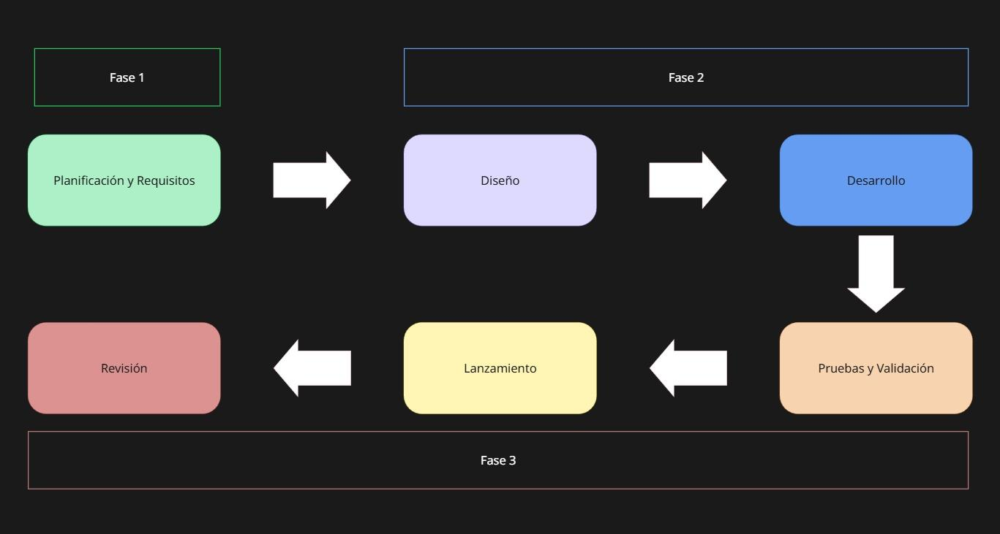 Fase 1
Fase 2
Planificación y Requisitos
Diseño
Desarrollo
Revisión
Lanzamiento
Pruebas y Validación
Fase 3